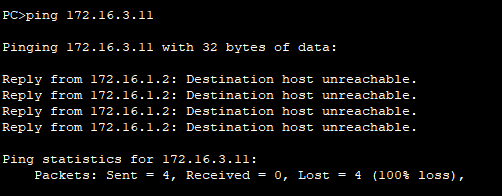 PC>ping 172.16.3.11
Pinging 172.16.3.11 with 32 bytes of data:
Reply from 172.16.1.2: Destination host unreachable.
Reply from 172.16.1.2: Destination host unreachable.
Reply from 172.16.1.2: Destination host unreachable.
Reply from 172.16.1.2: Destination host unreachable.
Ping statistics for 172.16.3.11:
Packets: Sent = 4, Received = 0, Lost = 4 (100% loss),